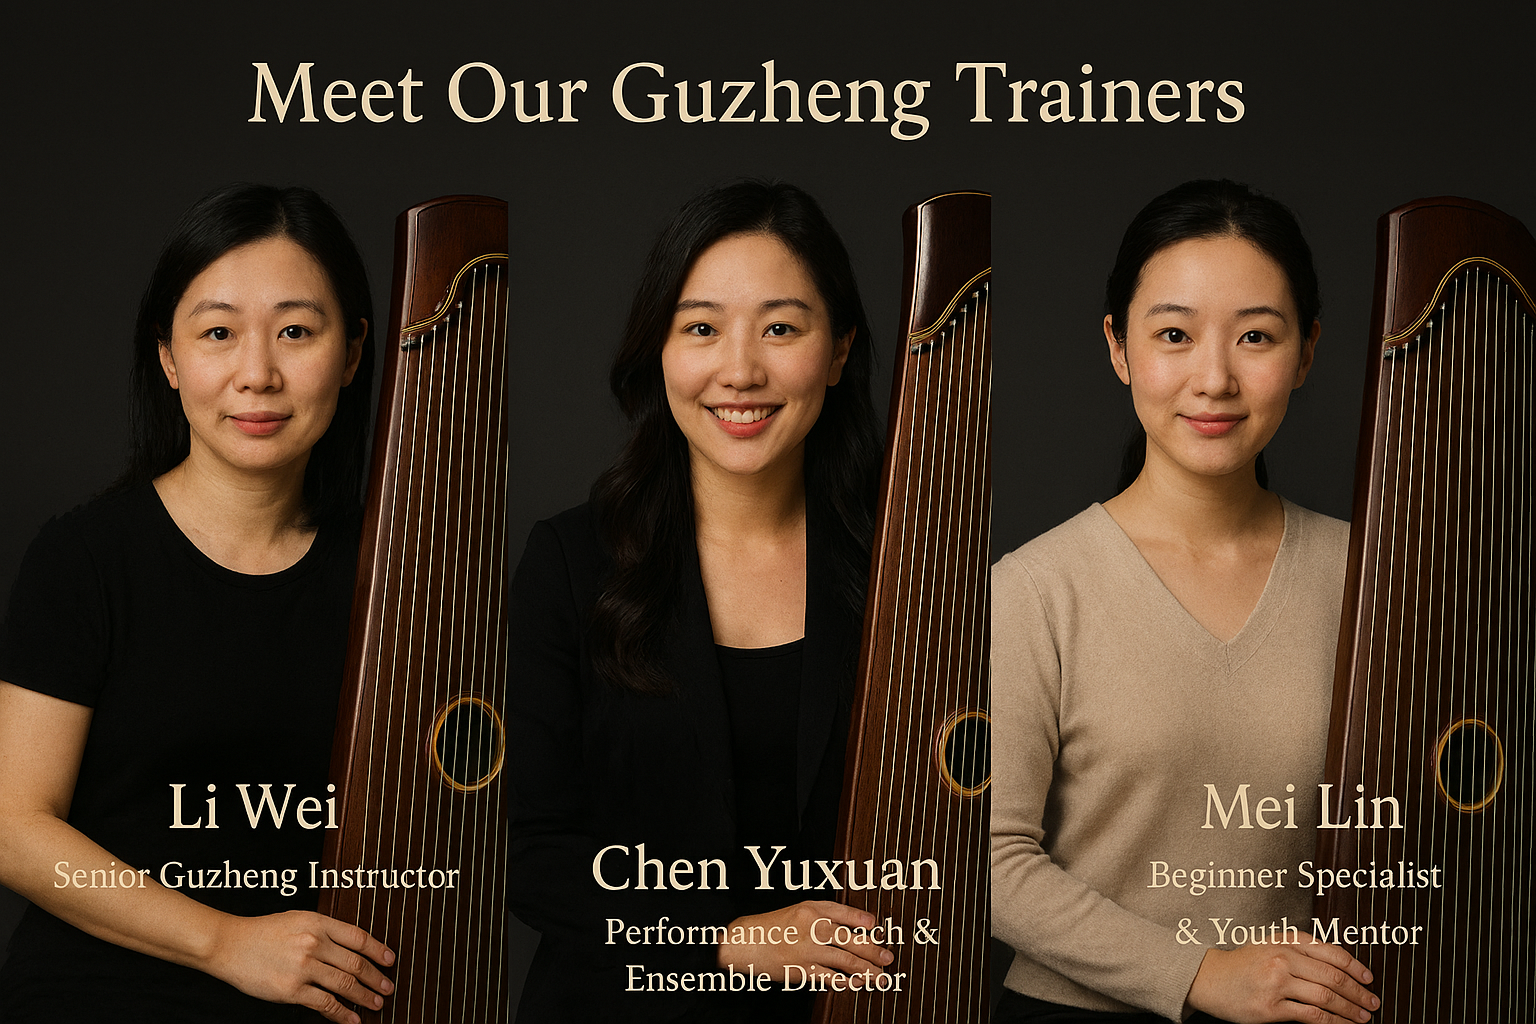 Meet Our Guzheng Trainers
Li Wei
Senior Guzheng Instructor
Chen Yuxuan
Performance Coach &
Ensemble Director
Mei Lin
Beginner Specialist
& Youth Mentor